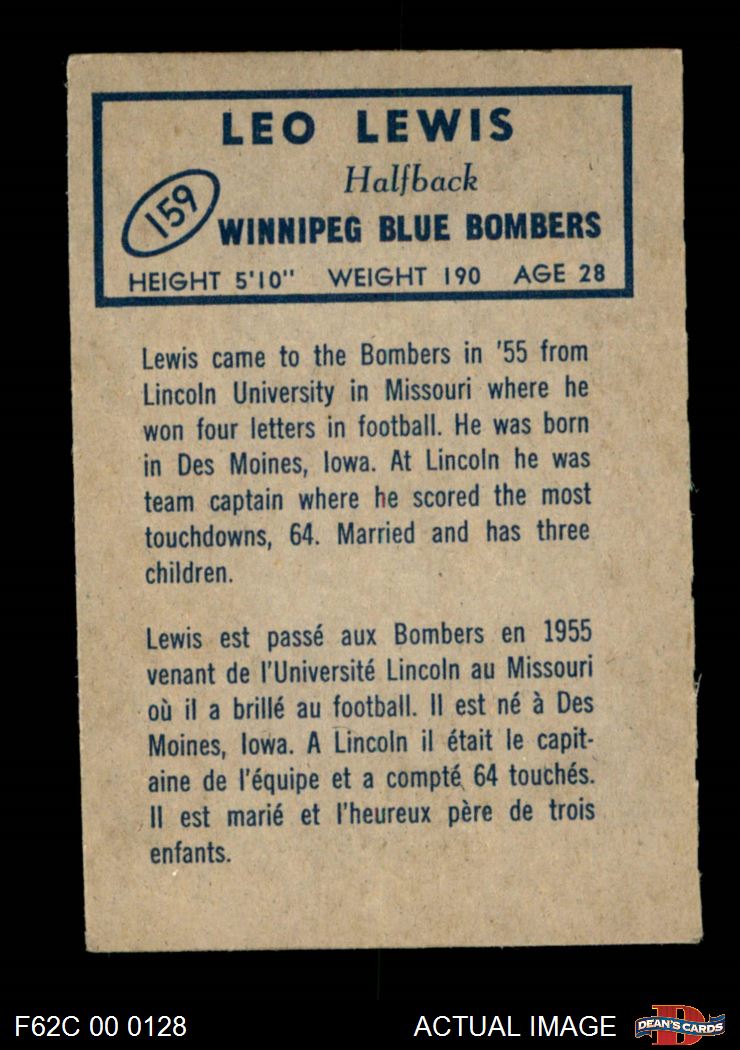 LEO LEWIS
Halfback
159
WINNIPEG BLUE BOMBERS
HEIGHT 5'10" WEIGHT 190 AGE 28
Lewis came to the Bombers in '55 from
Lincoln University in Missouri where he
won four letters in football. He was born
in Des Moines, Iowa. At Lincoln he was
team captain where he scored the most
touchdowns, 64. Married and has three
children.
Lewis est passé aux Bombers en 1955
venant de l'Université Lincoln au Missouri
où il a brillé au football. Il est né à Des
Moines, Iowa. A Lincoln il était le capit-
aine de l'équipe et a compté 64 touchés.
Il est marié et l'heureux père de trois
enfants.
F62C 00 0128 ACTUAL IMAGE
D
DEAN'S CARDS